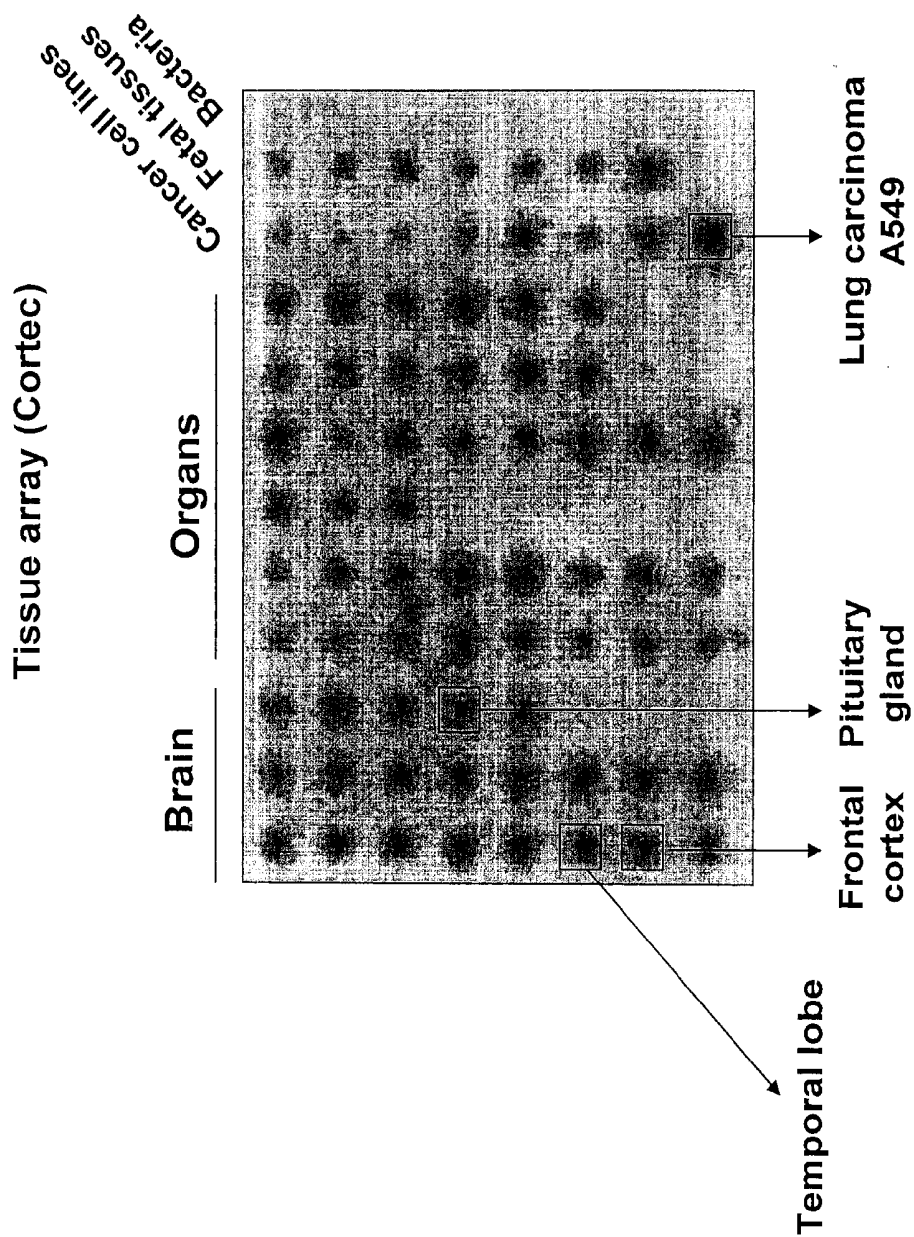 Tissue array (Cortec)
Brain
Organs
Cancer cell lines
Fetal tissues
Bacteria
Temporal lobe
Frontal
cortex
Pituitary
gland
Lung carcinoma
A549